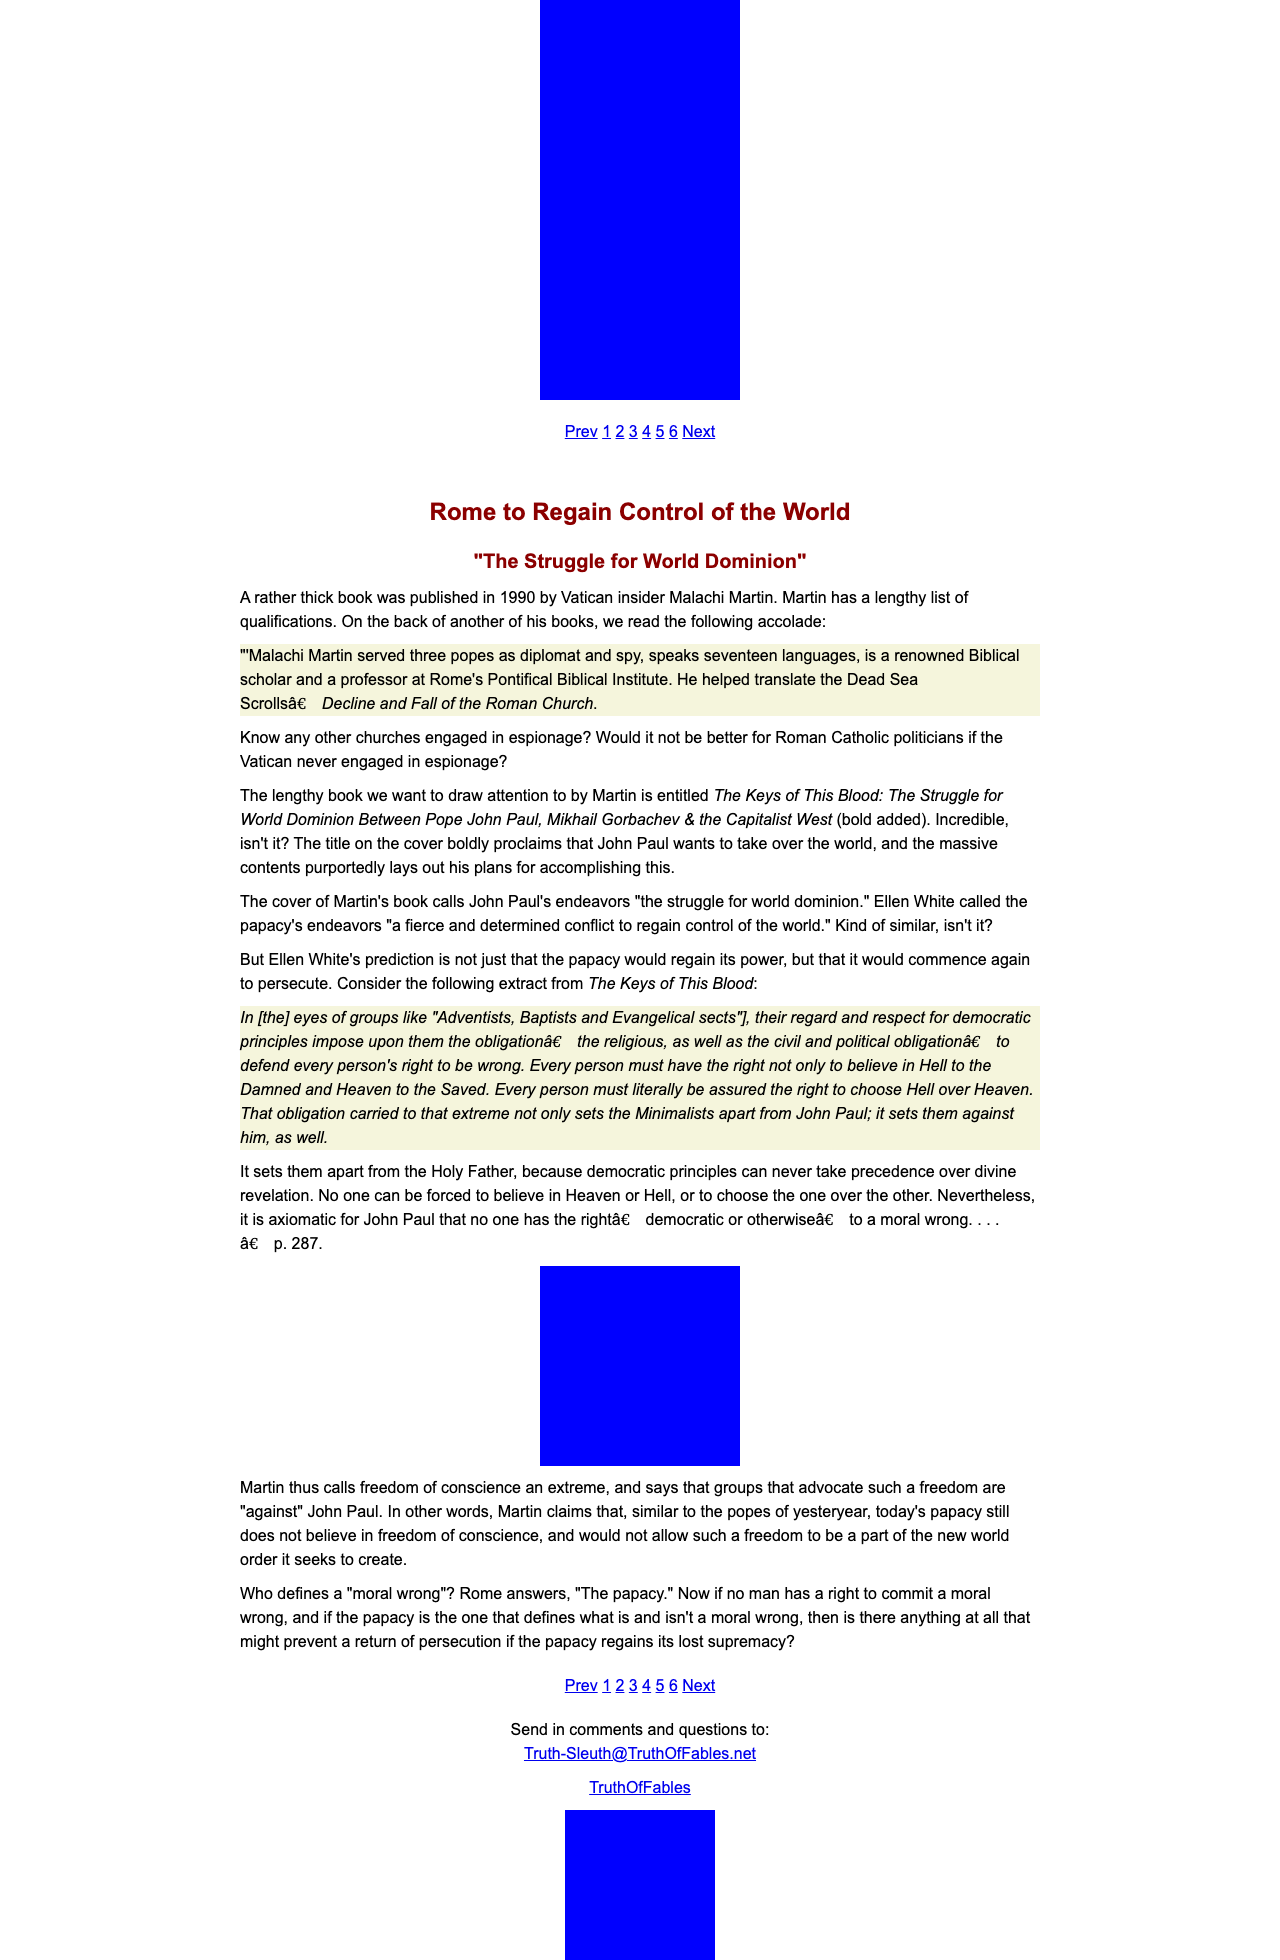 Prev 1 2 3 4 5 6 Next
Rome to Regain Control of the World
"The Struggle for World Dominion"
A rather thick book was published in 1990 by Vatican insider Malachi Martin. Martin has a lengthy list of
qualifications. On the back of another of his books, we read the following accolade:
"'Malachi Martin served three popes as diplomat and spy, speaks seventeen languages, is a renowned Biblical
scholar and a professor at Rome's Pontifical Biblical Institute. He helped translate the Dead Sea
Scrollsâ€ Decline and Fall of the Roman Church.
Know any other churches engaged in espionage? Would it not be better for Roman Catholic politicians if the
Vatican never engaged in espionage?
The lengthy book we want to draw attention to by Martin is entitled The Keys of This Blood: The Struggle for
World Dominion Between Pope John Paul, Mikhail Gorbachev & the Capitalist West (bold added). Incredible,
isn't it? The title on the cover boldly proclaims that John Paul wants to take over the world, and the massive
contents purportedly lays out his plans for accomplishing this.
The cover of Martin's book calls John Paul's endeavors "the struggle for world dominion." Ellen White called the
papacy's endeavors "a fierce and determined conflict to regain control of the world." Kind of similar, isn't it?
But Ellen White's prediction is not just that the papacy would regain its power, but that it would commence again
to persecute. Consider the following extract from The Keys of This Blood:
In [the] eyes of groups like "Adventists, Baptists and Evangelical sects"], their regard and respect for democratic
principles impose upon them the obligationâ€ the religious, as well as the civil and political obligationâ€ to
defend every person's right to be wrong. Every person must have the right not only to believe in Hell to the
Damned and Heaven to the Saved. Every person must literally be assured the right to choose Hell over Heaven.
That obligation carried to that extreme not only sets the Minimalists apart from John Paul; it sets them against
him, as well.
It sets them apart from the Holy Father, because democratic principles can never take precedence over divine
revelation. No one can be forced to believe in Heaven or Hell, or to choose the one over the other. Nevertheless,
it is axiomatic for John Paul that no one has the rightâ€ democratic or otherwiseâ€ to a moral wrong. . . .
â€ p. 287.
Martin thus calls freedom of conscience an extreme, and says that groups that advocate such a freedom are
"against" John Paul. In other words, Martin claims that, similar to the popes of yesteryear, today's papacy still
does not believe in freedom of conscience, and would not allow such a freedom to be a part of the new world
order it seeks to create.
Who defines a "moral wrong"? Rome answers, "The papacy." Now if no man has a right to commit a moral
wrong, and if the papacy is the one that defines what is and isn't a moral wrong, then is there anything at all that
might prevent a return of persecution if the papacy regains its lost supremacy?
Prev 1 2 3 4 5 6 Next
Send in comments and questions to:
Truth-Sleuth@TruthOfFables.net
TruthOfFables